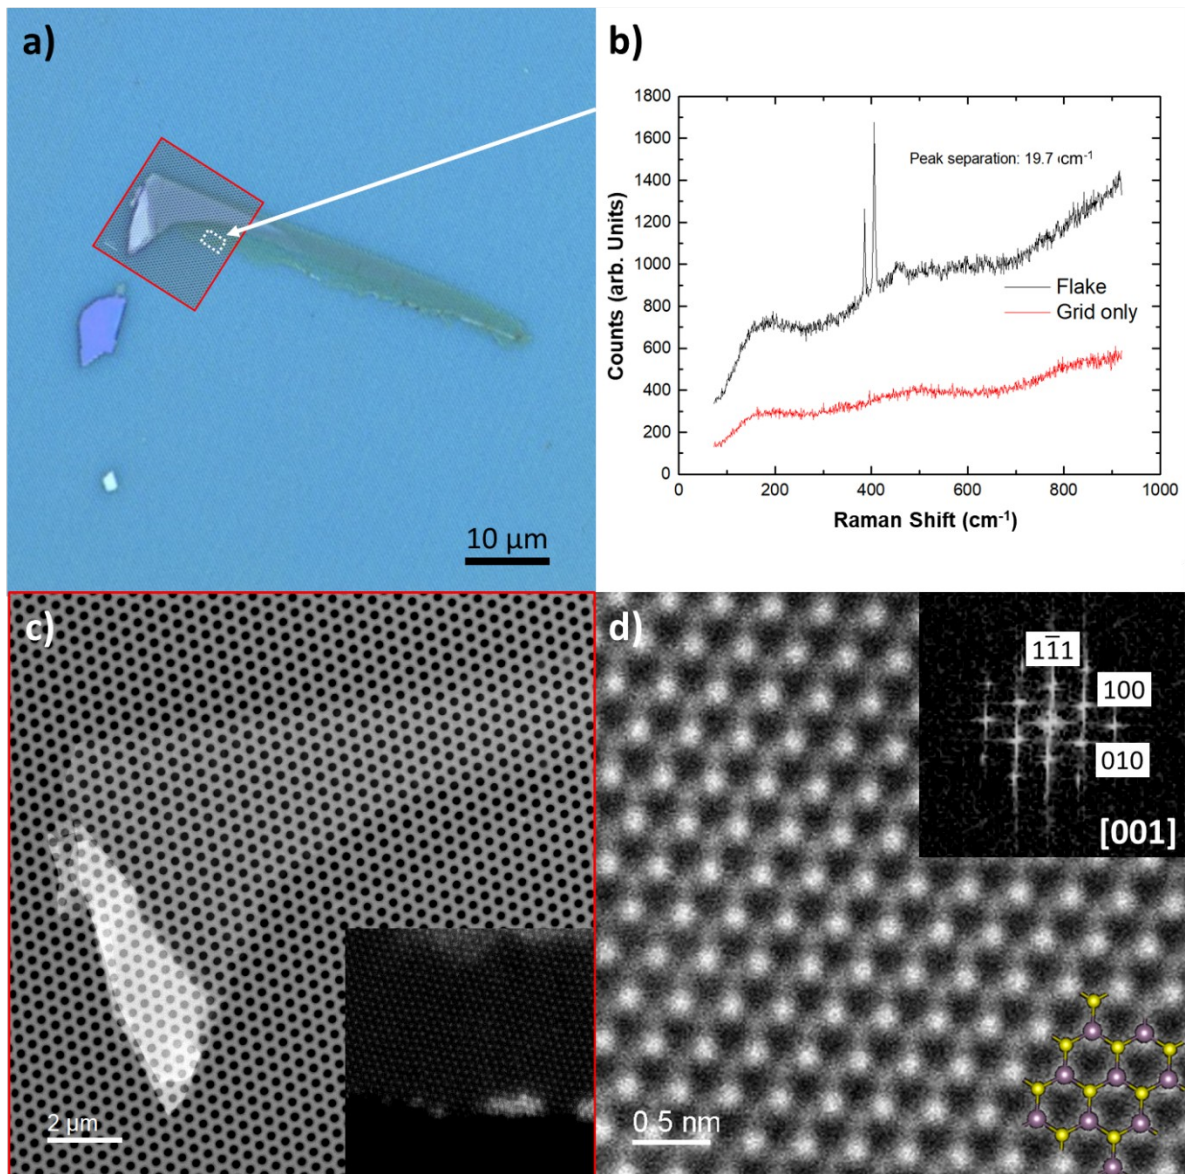 a)
10 µm
b)
Peak separation: 19.7 cm⁻¹
Flake
Grid only
Counts (arb. Units)
1800
1600
1400
1200
1000
800
600
400
200
0
0 200 400 600 800 1000
Raman Shift (cm⁻¹)
c)
2 µm
d)
11̅1
100
010
[001]
0.5 nm